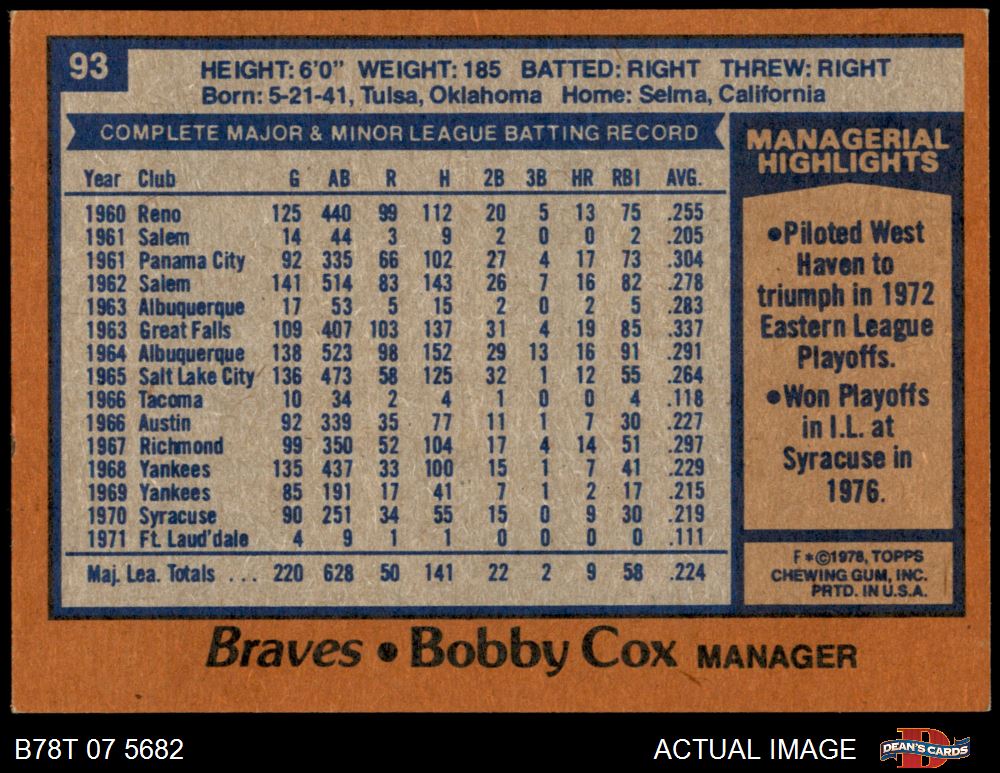 93
HEIGHT: 6'0" WEIGHT: 185 BATTED: RIGHT THREW: RIGHT
Born: 5-21-41, Tulsa, Oklahoma Home: Selma, California
COMPLETE MAJOR & MINOR LEAGUE BATTING RECORD
Year Club G AB R H 2B 3B HR RBI AVG.
1960 Reno 125 440 99 112 20 5 13 75 .255
1961 Salem 14 44 3 9 2 0 0 2 .205
1961 Panama City 92 335 66 102 27 4 17 73 .304
1962 Salem 141 514 83 143 26 7 16 82 .278
1963 Albuquerque 17 53 5 15 2 0 2 5 .283
1963 Great Falls 109 407 103 137 31 4 19 85 .337
1964 Albuquerque 138 523 98 152 29 13 16 91 .291
1965 Salt Lake City 136 473 58 125 32 1 12 55 .264
1966 Tacoma 10 34 2 4 1 0 0 4 .118
1966 Austin 92 339 35 77 11 1 7 30 .227
1967 Richmond 99 350 52 104 17 4 14 51 .297
1968 Yankees 135 437 33 100 15 1 7 41 .229
1969 Yankees 85 191 17 41 7 1 2 17 .215
1970 Syracuse 90 251 34 55 15 0 9 30 .219
1971 Ft. Laud'dale 4 9 1 1 0 0 0 0 .111
Maj. Lea. Totals ... 220 628 50 141 22 2 9 58 .224
MANAGERIAL
HIGHLIGHTS
•Piloted West
Haven to
triumph in 1972
Eastern League
Playoffs.
•Won Playoffs
in I.L. at
Syracuse in
1976.
F*©1978, TOPPS
CHEWING GUM, INC.
PRTD. IN U.S.A.
Braves • Bobby Cox MANAGER
B78T 07 5682 ACTUAL IMAGE DEAN'S CARDS